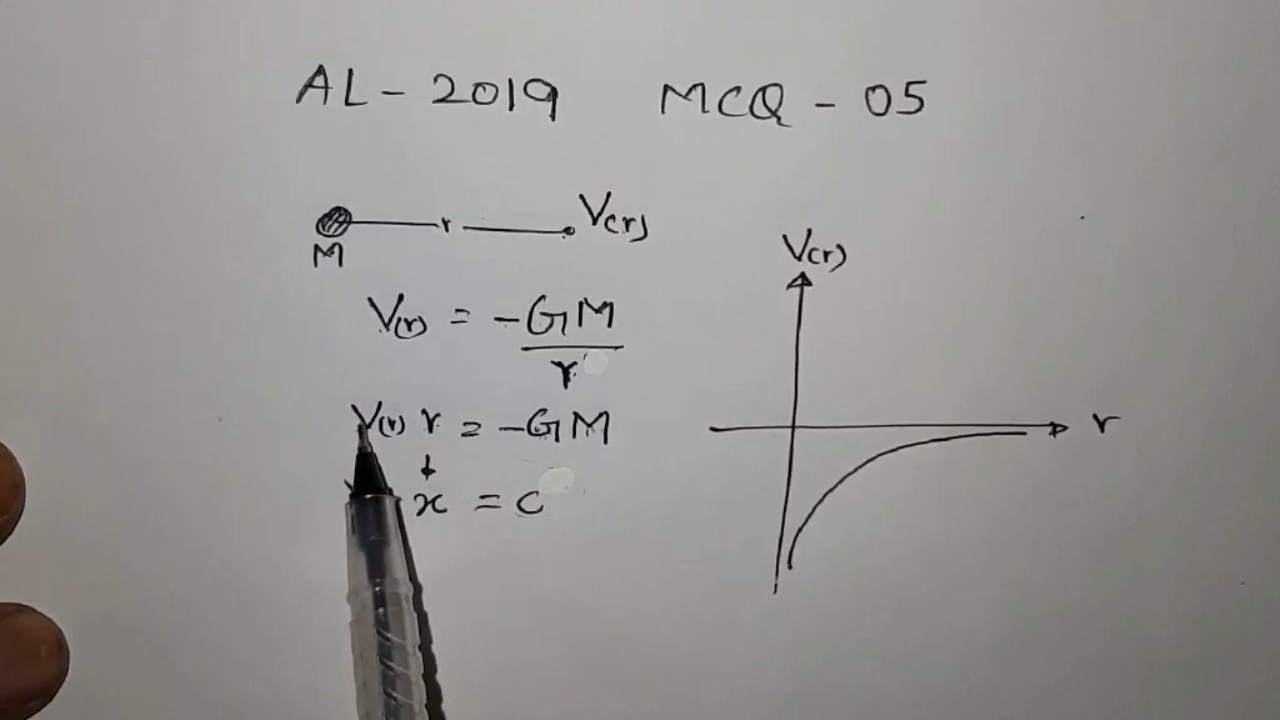 AL - 2019 MCQ - 05
r V(r)
M
V(r)
V(r) = -GM
r
r
V(r) r = -GM
x = C